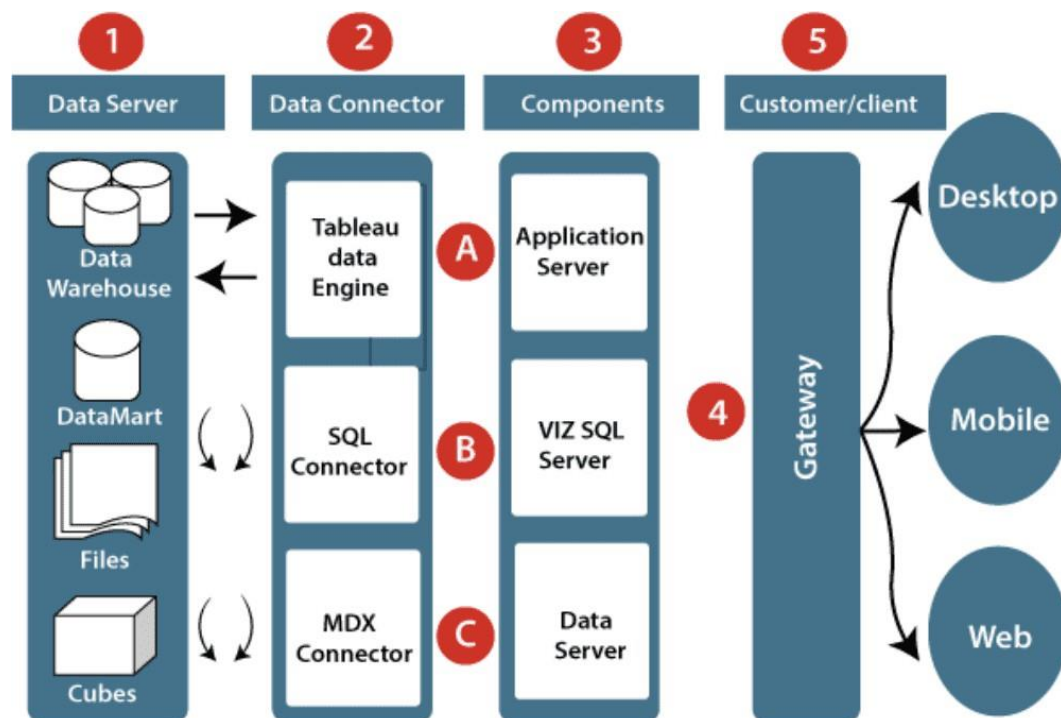 1
2
3
5
Data Server
Data Connector
Components
Customer/client
Data
Warehouse
DataMart
Files
Cubes
Tableau
data
Engine
SQL
Connector
MDX
Connector
A
B
C
Application
Server
VIZ SQL
Server
Data
Server
4
Gateway
Desktop
Mobile
Web